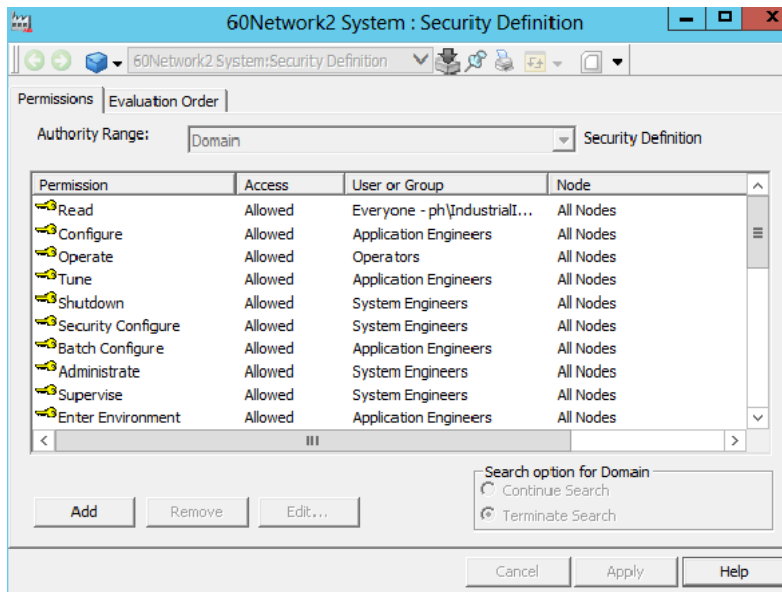 60Network2 System : Security Definition
60Network2 System:Security Definition
Permissions Evaluation Order
Authority Range: Domain Security Definition
Permission Access User or Group Node
Read Allowed Everyone - ph\IndustrialI... All Nodes
Configure Allowed Application Engineers All Nodes
Operate Allowed Operators All Nodes
Tune Allowed Application Engineers All Nodes
Shutdown Allowed System Engineers All Nodes
Security Configure Allowed System Engineers All Nodes
Batch Configure Allowed Application Engineers All Nodes
Administrate Allowed System Engineers All Nodes
Supervise Allowed System Engineers All Nodes
Enter Environment Allowed Application Engineers All Nodes
Search option for Domain
Continue Search
Terminate Search
Add Remove Edit...
Cancel Apply Help